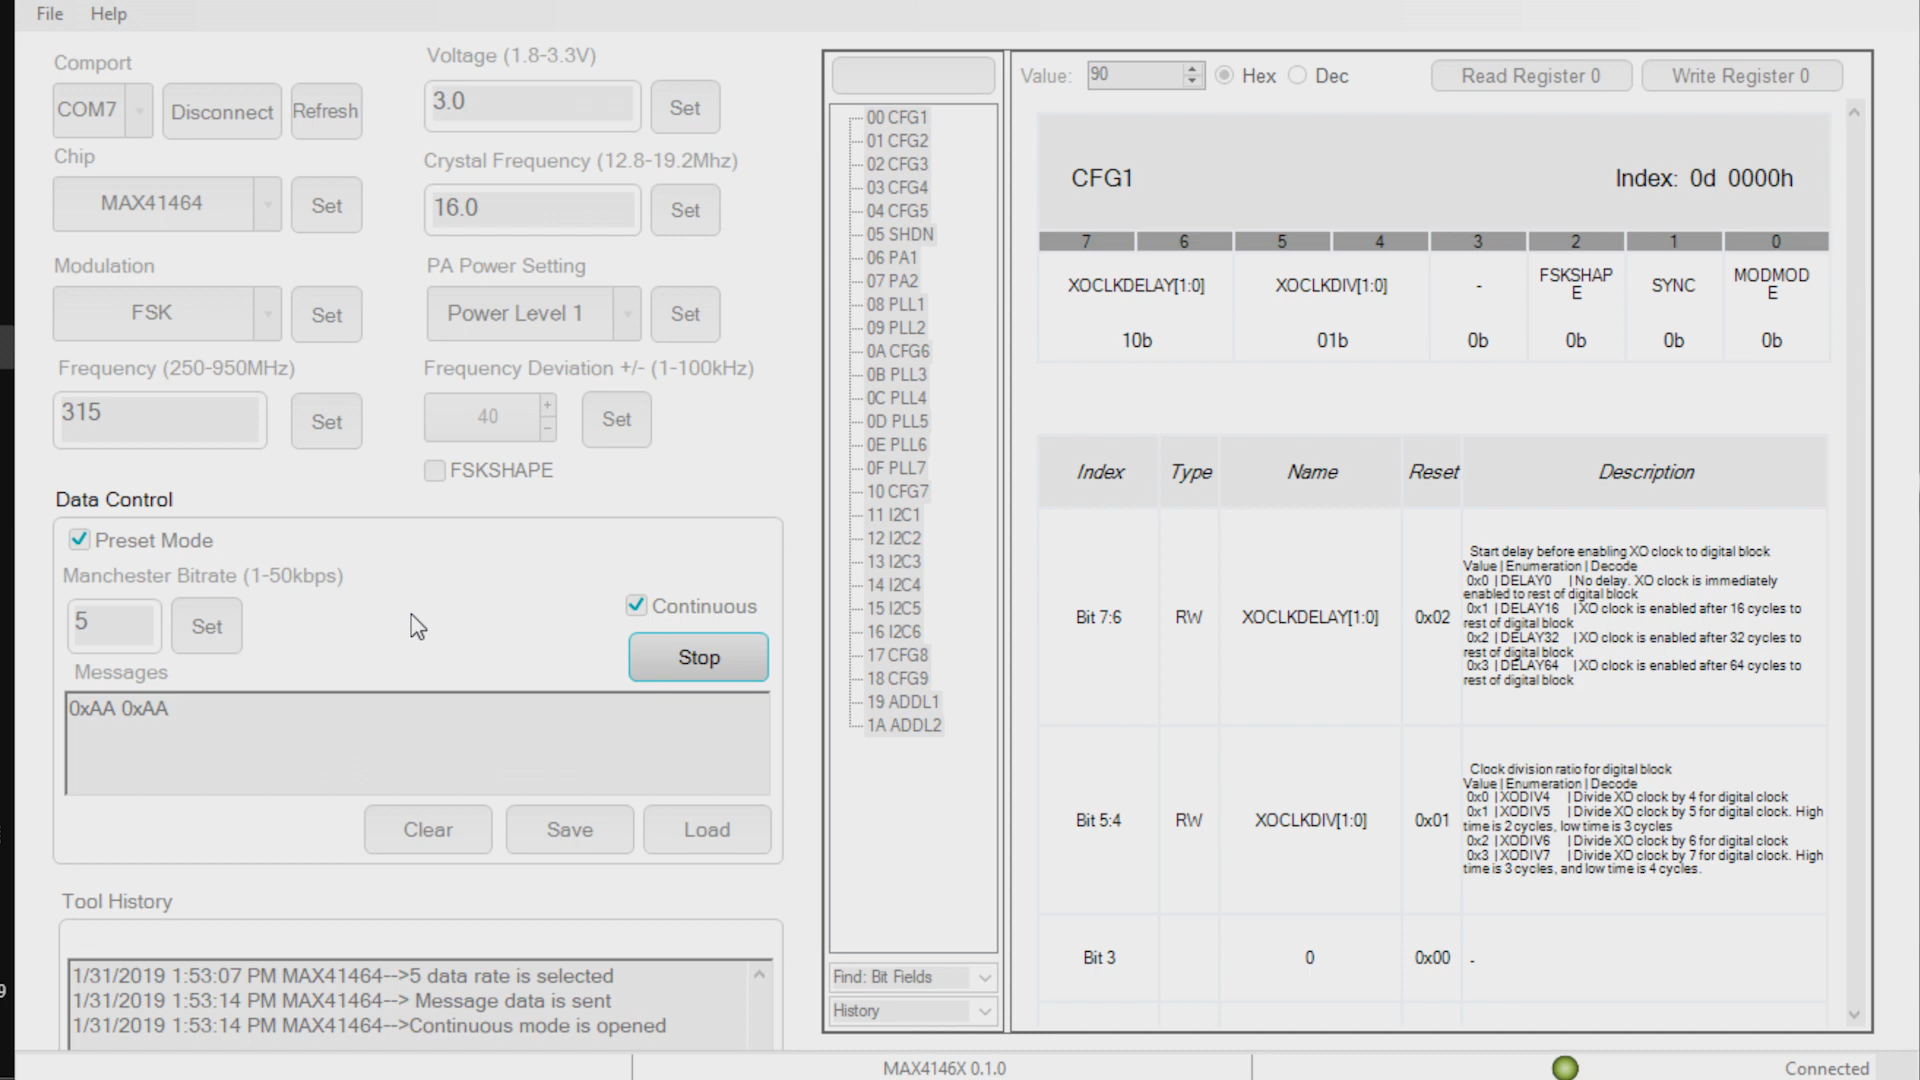 File Help
Comport
COM7 Disconnect Refresh
Chip
MAX41464 Set
Modulation
FSK Set
Frequency (250-950MHz)
315 Set
Voltage (1.8-3.3V)
3.0 Set
Crystal Frequency (12.8-19.2Mhz)
16.0 Set
PA Power Setting
Power Level 1 Set
Frequency Deviation +/- (1-100kHz)
40 + - Set
FSKSHAPE
Data Control
Preset Mode
Manchester Bitrate (1-50kbps)
5 Set
Continuous
Stop
Messages
0xAA 0xAA
Clear Save Load
Tool History
1/31/2019 1:53:07 PM MAX41464-->5 data rate is selected
1/31/2019 1:53:14 PM MAX41464--> Message data is sent
1/31/2019 1:53:14 PM MAX41464-->Continuous mode is opened
00 CFG1
01 CFG2
02 CFG3
03 CFG4
04 CFG5
05 SHDN
06 PA1
07 PA2
08 PLL1
09 PLL2
0A CFG6
0B PLL3
0C PLL4
0D PLL5
0E PLL6
0F PLL7
10 CFG7
11 I2C1
12 I2C2
13 I2C3
14 I2C4
15 I2C5
16 I2C6
17 CFG8
18 CFG9
19 ADDL1
1A ADDL2
Find: Bit Fields
History
Value: 90 Hex Dec Read Register 0 Write Register 0
CFG1 Index: 0d 0000h
7 6 5 4 3 2 1 0
XOCLKDELAY[1:0] XOCLKDIV[1:0] - FSKSHAP
E SYNC MODMOD
E
10b 01b 0b 0b 0b 0b
Index Type Name Reset Description
Bit 7:6 RW XOCLKDELAY[1:0] 0x02
Start delay before enabling XO clock to digital block
Value | Enumeration | Decode
0x0 | DELAY0 | No delay. XO clock is immediately
enabled to rest of digital block
0x1 | DELAY16 | XO clock is enabled after 16 cycles to
rest of digital block
0x2 | DELAY32 | XO clock is enabled after 32 cycles to
rest of digital block
0x3 | DELAY64 | XO clock is enabled after 64 cycles to
rest of digital block
Bit 5:4 RW XOCLKDIV[1:0] 0x01
Clock division ratio for digital block
Value | Enumeration | Decode
0x0 | XODIV4 | Divide XO clock by 4 for digital clock
0x1 | XODIV5 | Divide XO clock by 5 for digital clock. High
time is 2 cycles, low time is 3 cycles
0x2 | XODIV6 | Divide XO clock by 6 for digital clock
0x3 | XODIV7 | Divide XO clock by 7 for digital clock. High
time is 3 cycles, and low time is 4 cycles.
Bit 3 0 0x00 -
MAX4146X 0.1.0 Connected
9